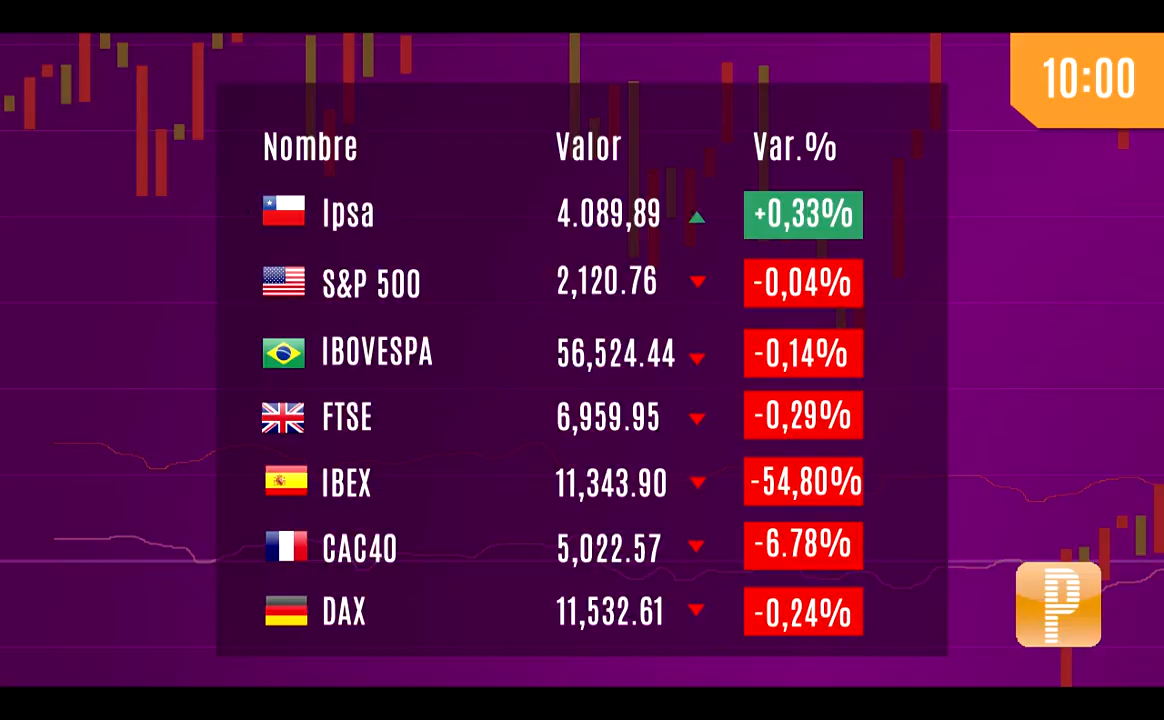 10:00
Nombre Valor Var.%
Ipsa 4.089,89 +0,33%
S&P 500 2,120.76 -0,04%
IBOVESPA 56,524.44 -0,14%
FTSE 6,959.95 -0,29%
IBEX 11,343.90 -54,80%
CAC40 5,022.57 -6.78%
DAX 11,532.61 -0,24%
P